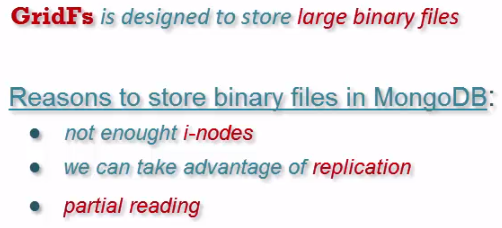 GridFs is designed to store large binary files
Reasons to store binary files in MongoDB:
● not enought i-nodes
● we can take advantage of replication
● partial reading